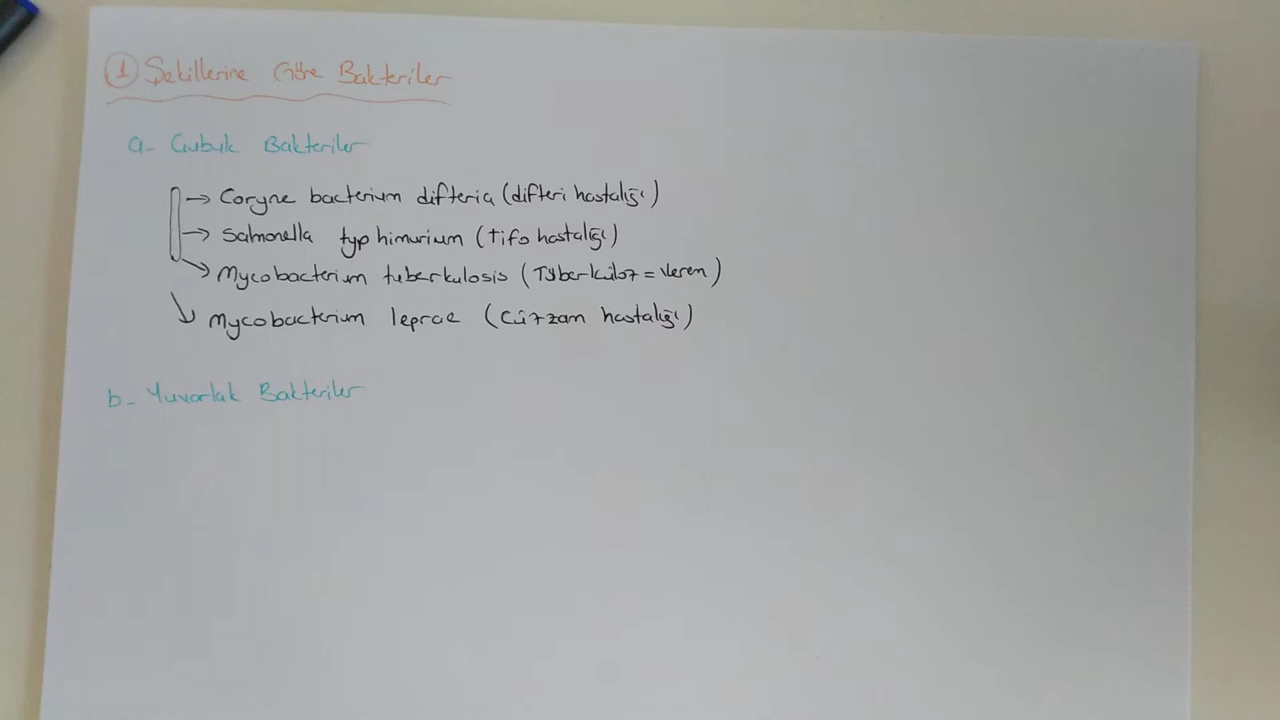 1 Şekillerine Göre Bakteriler
a- Çubuk Bakteriler
→ Coryne bacterium difteria (difteri hastalığı)
→ Salmonella typhimurium (Tifo hastalığı)
→ Mycobacterium tuberkulosis (Tüberküloz = Verem)
→ Mycobacterium leprae (Cüzzam hastalığı)
b- Yuvarlak Bakteriler